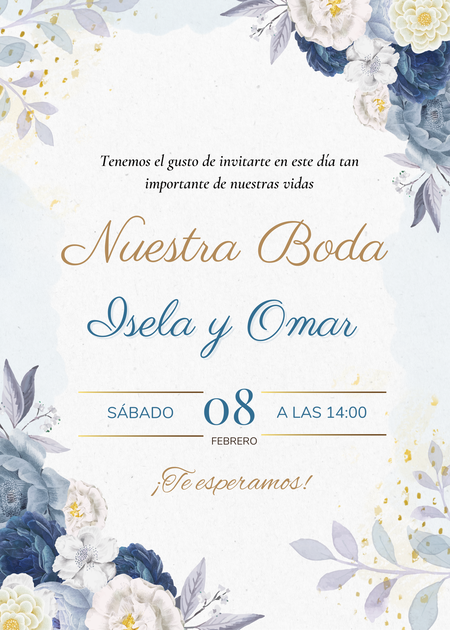 Tenemos el gusto de invitarte en este día tan
importante de nuestras vidas
Nuestra Boda
Isela y Omar
SÁBADO 08 A LAS 14:00
FEBRERO
¡Te esperamos!